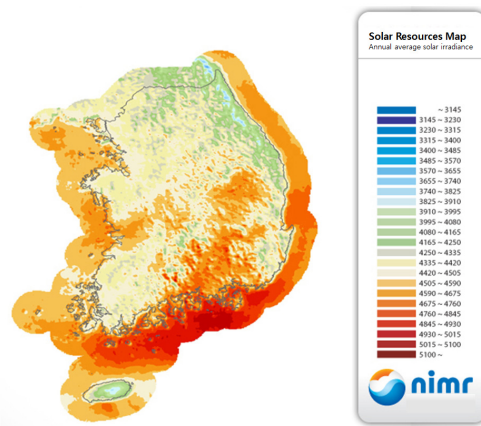 Solar Resources Map
Annual average solar irradiance
~ 3145
3145 ~ 3230
3230 ~ 3315
3315 ~ 3400
3400 ~ 3485
3485 ~ 3570
3570 ~ 3655
3655 ~ 3740
3740 ~ 3825
3825 ~ 3910
3910 ~ 3995
3995 ~ 4080
4080 ~ 4165
4165 ~ 4250
4250 ~ 4335
4335 ~ 4420
4420 ~ 4505
4505 ~ 4590
4590 ~ 4675
4675 ~ 4760
4760 ~ 4845
4845 ~ 4930
4930 ~ 5015
5015 ~ 5100
5100 ~
nimr